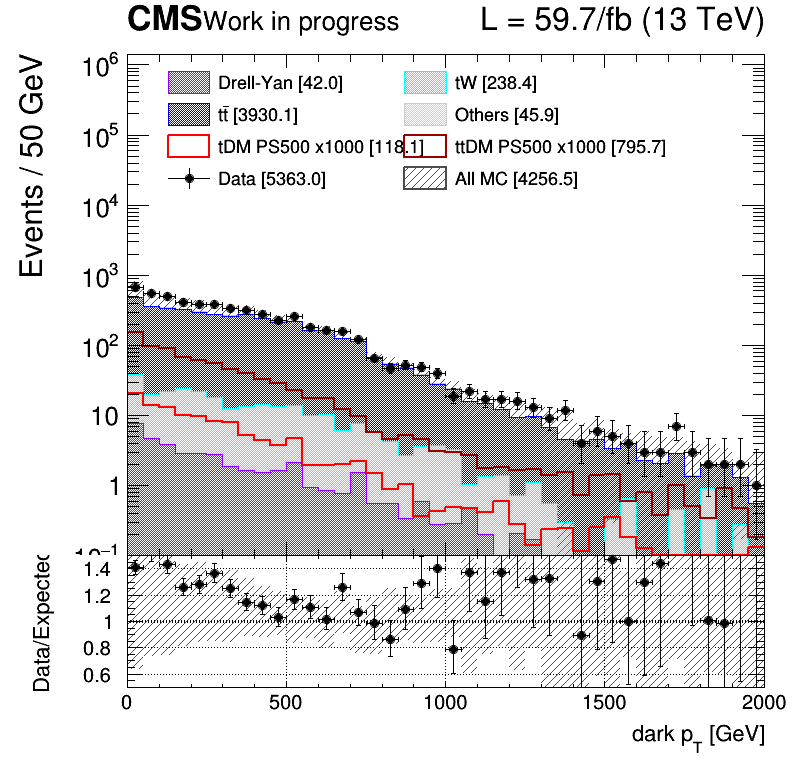 CMS Work in progress L = 59.7/fb (13 TeV)
Events / 50 GeV
10⁶
10⁵
10⁴
10³
10²
10
1
10⁻¹
Drell-Yan [42.0] tW [238.4]
tt̄ [3930.1] Others [45.9]
tDM PS500 x1000 [118.1] ttDM PS500 x1000 [795.7]
Data [5363.0] All MC [4256.5]
Data/Expected
1.4
1.2
1
0.8
0.6
0 500 1000 1500 2000
dark p_T [GeV]